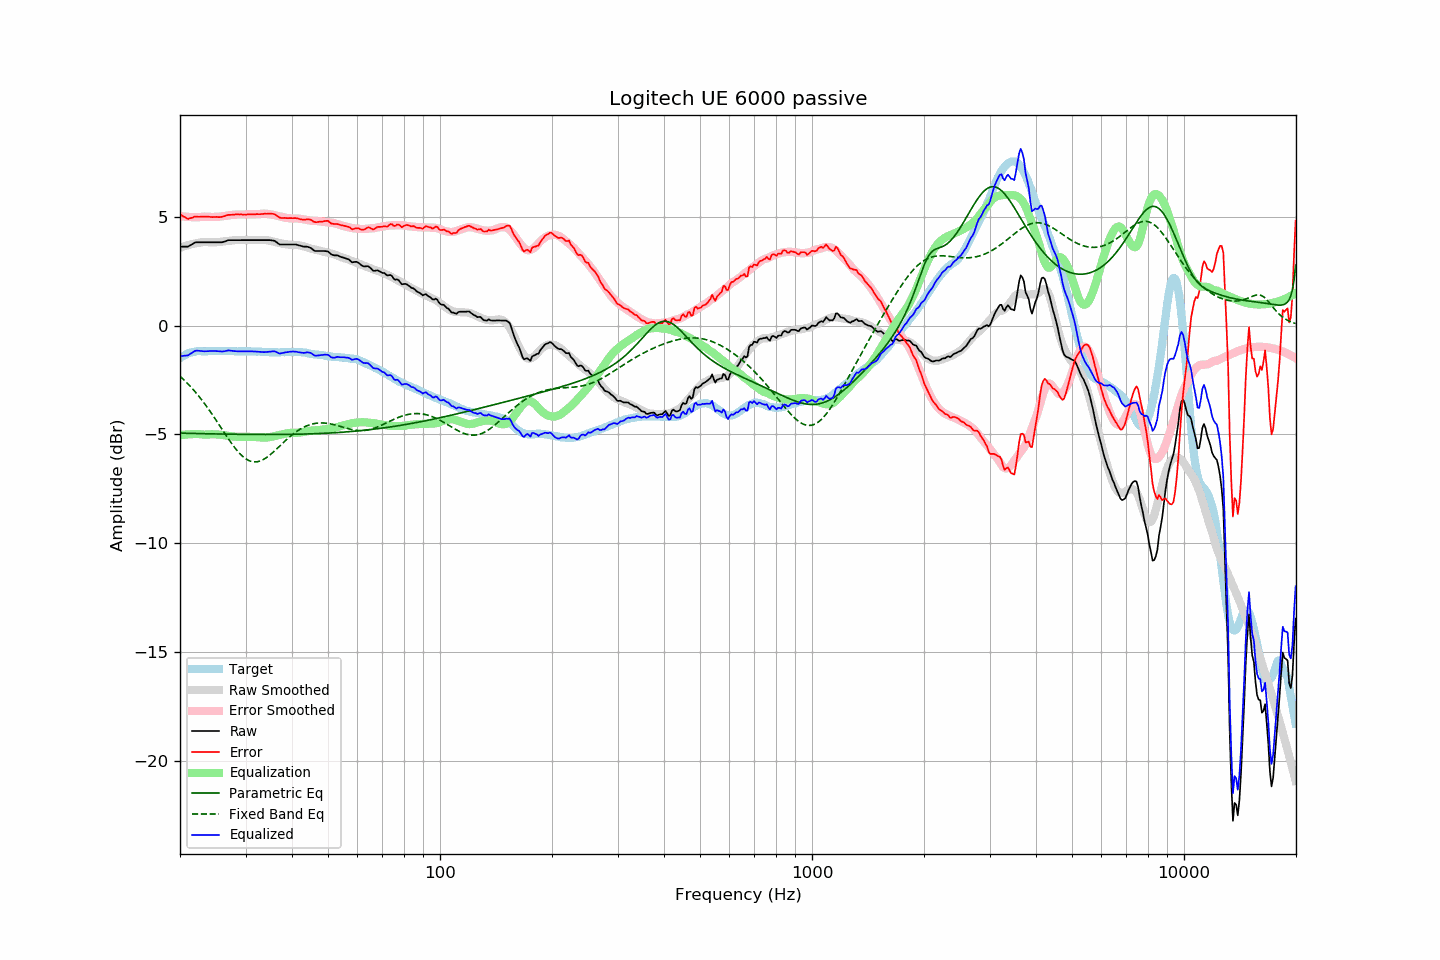 Logitech UE 6000 passive
Amplitude (dBr)
5
0
−5
−10
−15
−20
Target
Raw Smoothed
Error Smoothed
Raw
Error
Equalization
Parametric Eq
Fixed Band Eq
Equalized
100
1000
10000
Frequency (Hz)